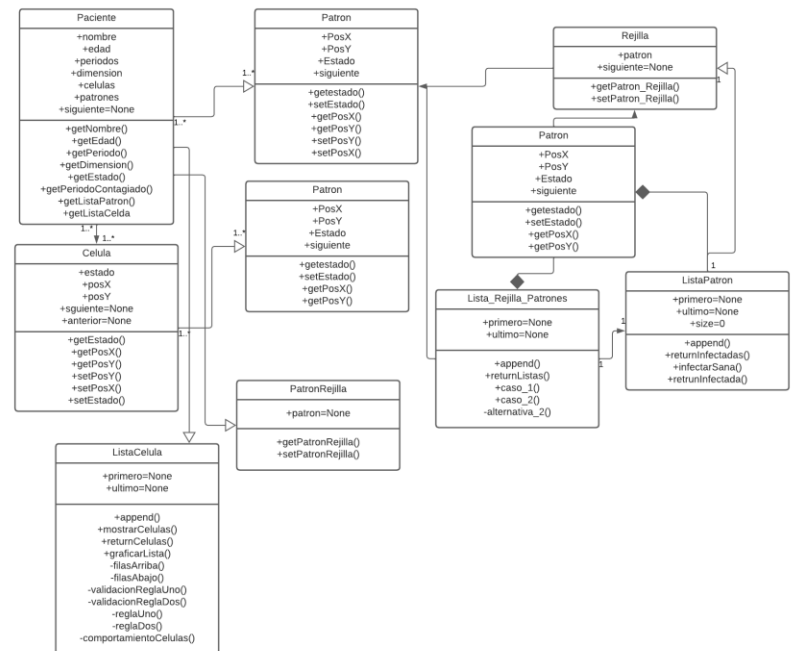 Paciente
+nombre
+edad
+periodos
+dimension
+celulas
+patrones
+siguiente=None
+getNombre()
+getEdad()
+getPeriodo()
+getDimension()
+getEstado()
+getPeriodoContagiado()
+getListaPatron()
+getListaCelda
1..*
1..*
1..*
1..*
Patron
+PosX
+PosY
+Estado
+siguiente
+getestado()
+setEstado()
+getPosX()
+getPosY()
+setPosY()
+setPosX()
Rejilla
+patron
+siguiente=None
+getPatron_Rejilla()
+setPatron_Rejilla()
1
Patron
+PosX
+PosY
+Estado
+siguiente
+getestado()
+setEstado()
+getPosX()
+getPosY()
Patron
+PosX
+PosY
+Estado
+siguiente
+getestado()
+setEstado()
+getPosX()
+getPosY()
1..*
1..*
Celula
+estado
+posX
+posY
+sguiente=None
+anterior=None
+getEstado()
+getPosX()
+getPosY()
+setPosY()
+setPosX()
+setEstado()
Lista_Rejilla_Patrones
+primero=None
+ultimo=None
+append()
+returnListas()
+caso_1()
+caso_2()
-alternativa_2()
1
1
1
ListaPatron
+primero=None
+ultimo=None
+size=0
+append()
+returnInfectadas()
+infectarSana()
+retrunInfectada()
PatronRejilla
+patron=None
+getPatronRejilla()
+setPatronRejilla()
ListaCelula
+primero=None
+ultimo=None
+append()
+mostrarCelulas()
+returnCelulas()
+graficarLista()
-filasArriba()
-filasAbajo()
-validacionReglaUno()
-validacionReglaDos()
-reglaUno()
-reglaDos()
-comportamientoCelulas()